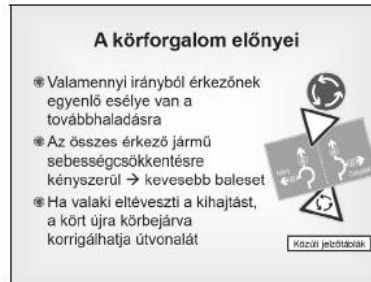 A körforgalom előnyei
Valamennyi irányból érkezőnek
egyenlő esélye van a
továbbhaladásra
Az összes érkező jármű
sebességcsökkentésre
kényszerül → kevesebb baleset
Ha valaki eltéveszti a kihajtást,
a kört újra körbejárva
korrigálhatja útvonalát
Közúti jelzőtáblák